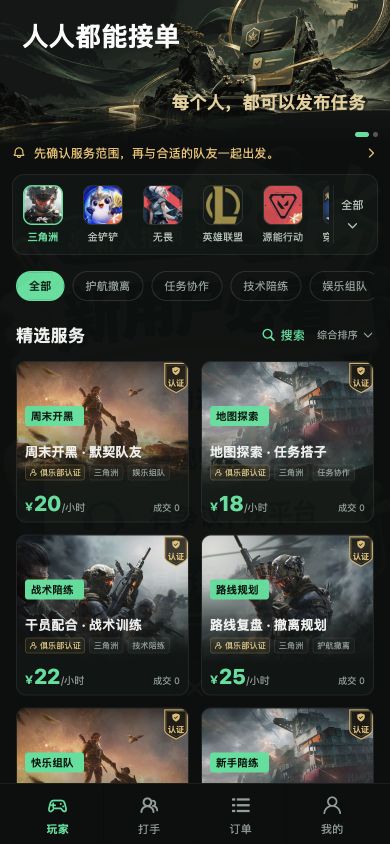 人人都能接单
每个人，都可以发布任务
先确认服务范围，再与合适的队友一起出发。
三角洲 金铲铲 无畏 英雄联盟 源能行动 全部
全部 护航撤离 任务协作 技术陪练 娱乐组队
精选服务 搜索 综合排序
认证 认证
周末开黑 地图探索
周末开黑 · 默契队友 地图探索 · 任务搭子
俱乐部认证 三角洲 娱乐组队 俱乐部认证 三角洲 任务协作
¥20/小时 成交 0 ¥18/小时 成交 0
认证 认证
战术陪练 路线规划
干员配合 · 战术训练 路线复盘 · 撤离规划
俱乐部认证 三角洲 技术陪练 俱乐部认证 三角洲 护航撤离
¥22/小时 成交 0 ¥25/小时 成交 0
认证 认证
快乐组队 新手陪练
玩家 打手 订单 我的